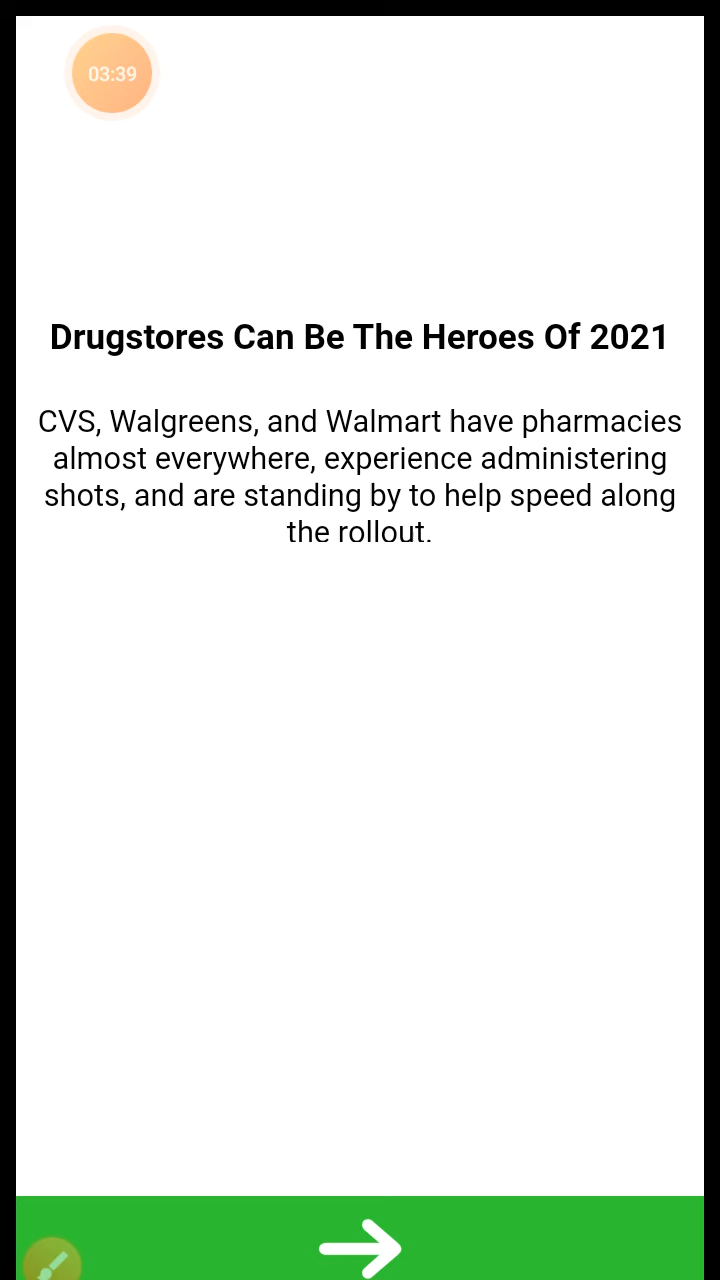 03:39
Drugstores Can Be The Heroes Of 2021
CVS, Walgreens, and Walmart have pharmacies
almost everywhere, experience administering
shots, and are standing by to help speed along
the rollout.